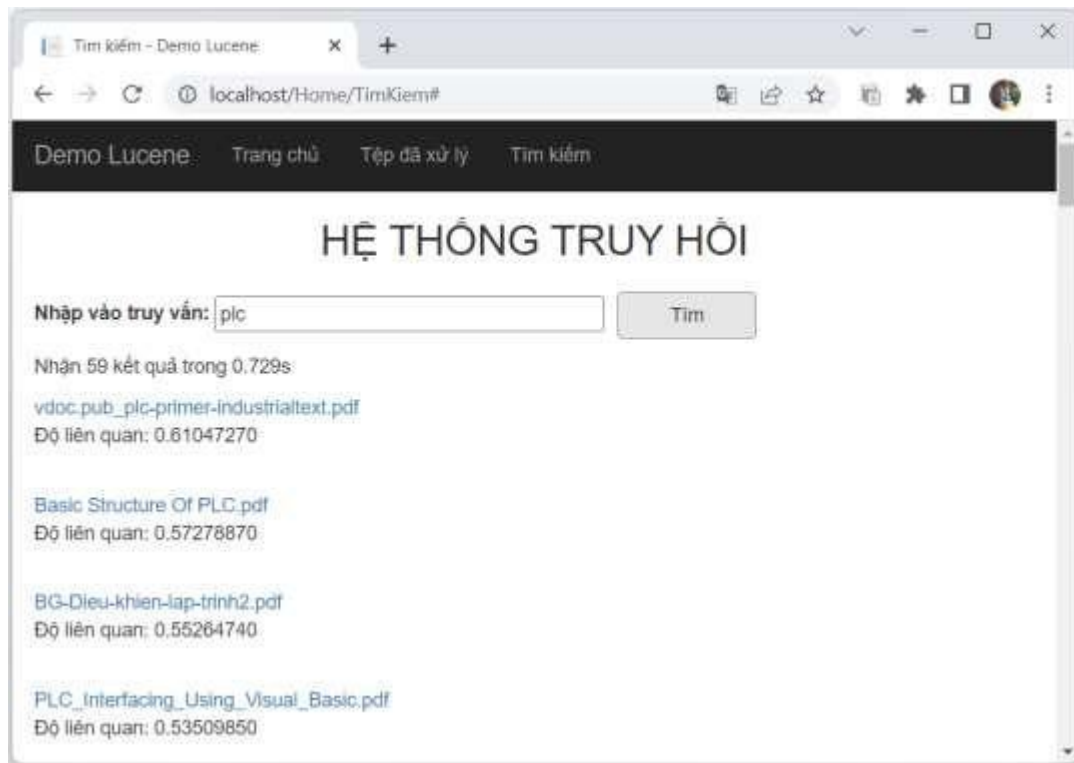 Tìm kiếm - Demo Lucene
localhost/Home/TimKiem#
Demo Lucene Trang chủ Tệp đã xử lý Tìm kiếm
HỆ THỐNG TRUY HỒI
Nhập vào truy vấn: plc Tìm
Nhận 59 kết quả trong 0.729s
vdoc.pub_plc-primer-industrialtext.pdf
Độ liên quan: 0.61047270
Basic Structure Of PLC.pdf
Độ liên quan: 0.57278870
BG-Dieu-khien-lap-trinh2.pdf
Độ liên quan: 0.55264740
PLC_Interfacing_Using_Visual_Basic.pdf
Độ liên quan: 0.53509850